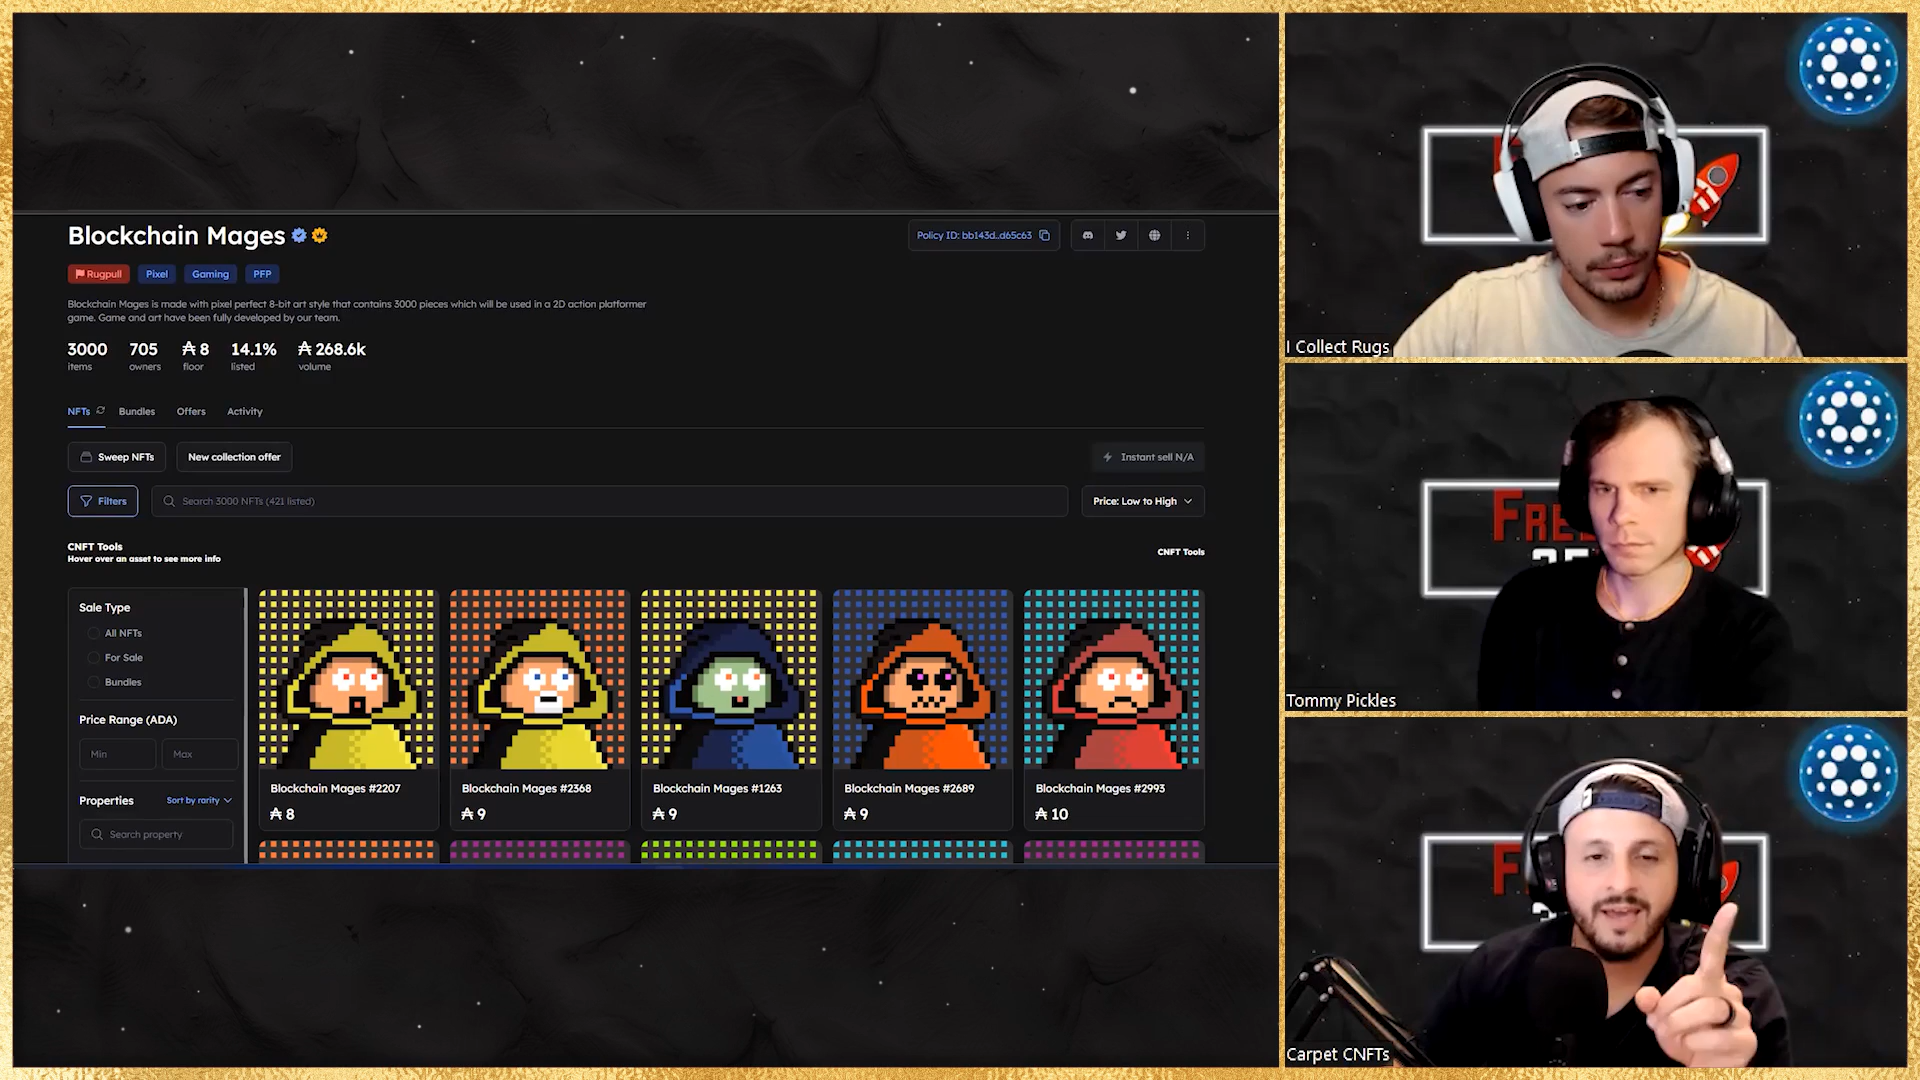 Blockchain Mages
Policy ID: bb143d..d65c63
Rugpull
Pixel
Gaming
PFP
Blockchain Mages is made with pixel perfect 8-bit art style that contains 3000 pieces which will be used in a 2D action platformer
game. Game and art have been fully developed by our team.
3000
705
₳ 8
14.1%
₳ 268.6k
items
owners
floor
listed
volume
NFTs
Bundles
Offers
Activity
Sweep NFTs
New collection offer
Instant sell N/A
Filters
Search 3000 NFTs (421 listed)
Price: Low to High
CNFT Tools
Hover over an asset to see more info
CNFT Tools
Sale Type
All NFTs
For Sale
Bundles
Price Range (ADA)
Min
Max
Properties
Sort by rarity
Search property
Blockchain Mages #2207
₳ 8
Blockchain Mages #2368
₳ 9
Blockchain Mages #1263
₳ 9
Blockchain Mages #2689
₳ 9
Blockchain Mages #2993
₳ 10
I Collect Rugs
Tommy Pickles
Carpet CNFTs